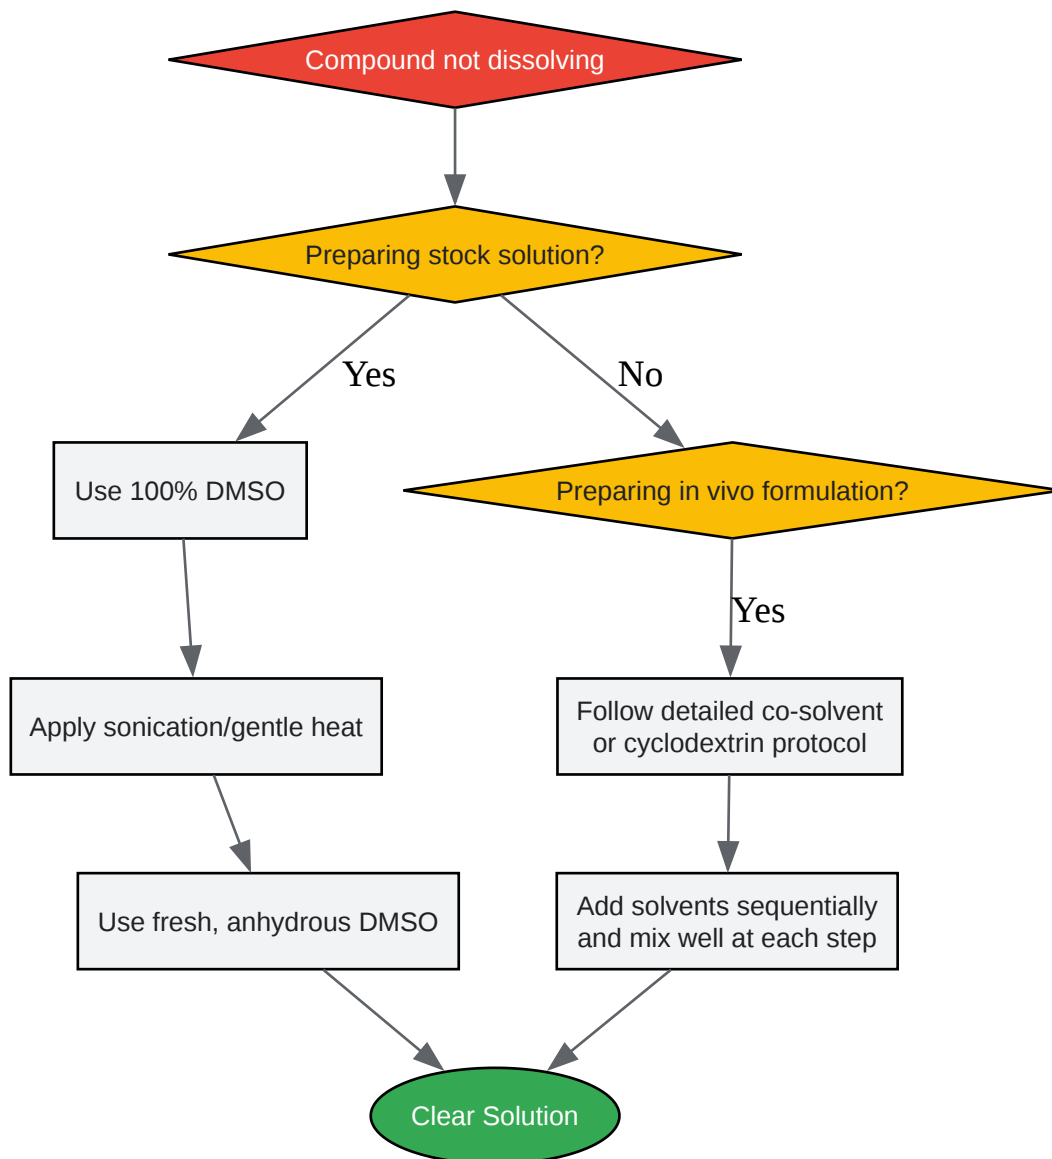 Compound not dissolving
Preparing stock solution?
Yes
No
Use 100% DMSO
Preparing in vivo formulation?
Yes
Apply sonication/gentle heat
Follow detailed co-solvent
or cyclodextrin protocol
Use fresh, anhydrous DMSO
Add solvents sequentially
and mix well at each step
Clear Solution